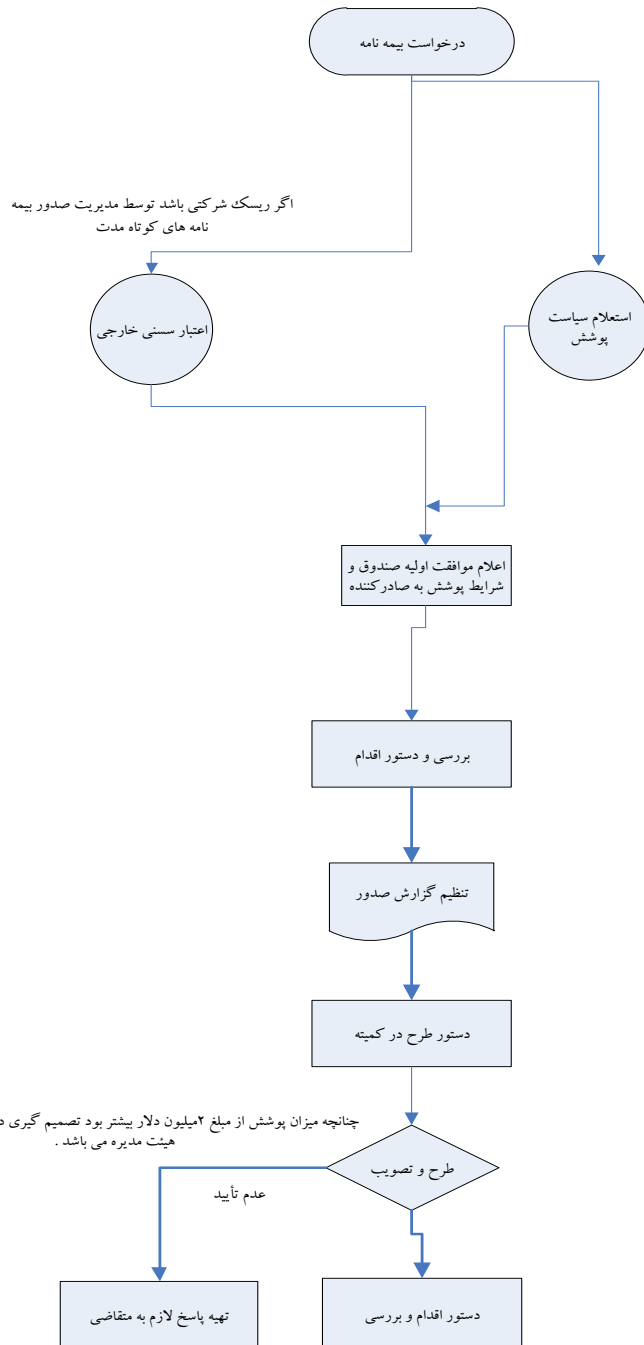 درخواست بیمه نامه
اگر ریسک شرکتی باشد توسط مدیریت صدور بیمه
نامه های کوتاه مدت
استعلام سیاست
پوشش
اعتبار سسنی خارجی
اعلام موافقت اولیه صندوق و
شرایط پوشش به صادرکننده
بررسی و دستور اقدام
تنظیم گزارش صدور
دستور طرح در کمیته
چنانچه میزان پوشش از مبلغ ۲میلیون دلار بیشتر بود تصمیم گیری
هیئت مدیره می باشد .
طرح و تصویب
عدم تأیید
دستور اقدام و بررسی
تهیه پاسخ لازم به متقاضی